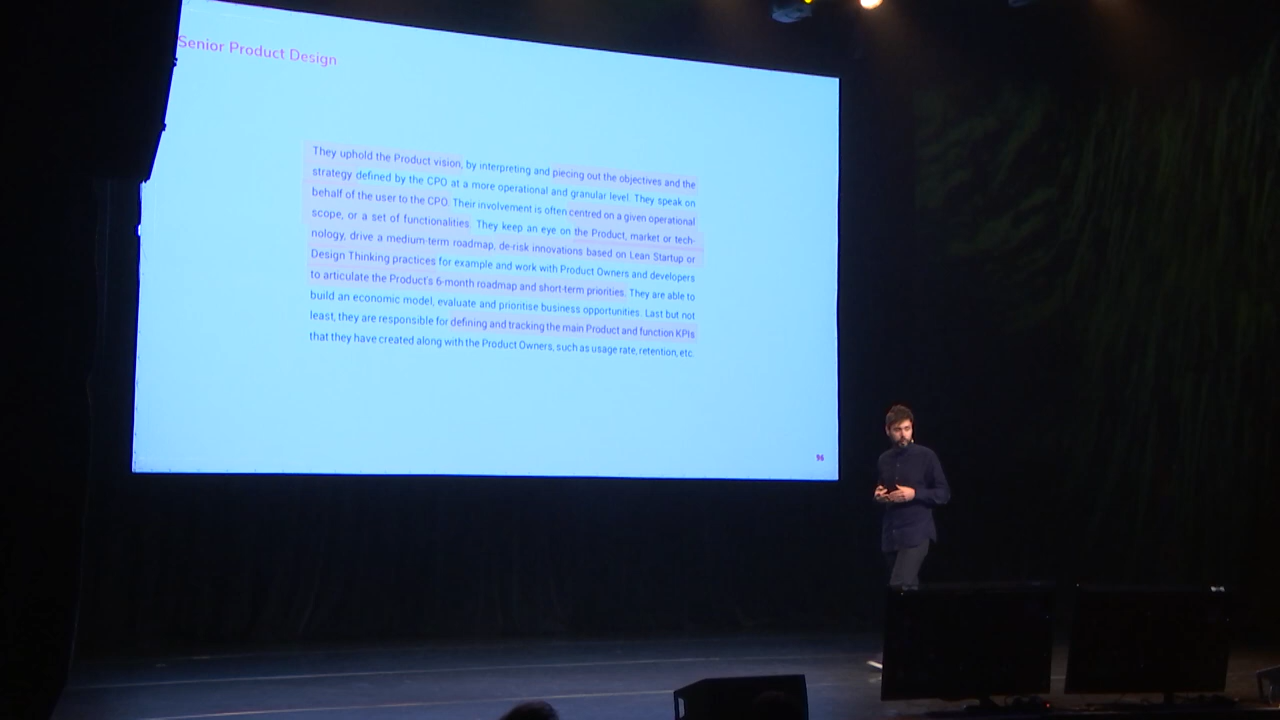 Senior Product Design
They uphold the Product vision, by interpreting and piecing out the objectives and the
strategy defined by the CPO at a more operational and granular level. They speak on
behalf of the user to the CPO. Their involvement is often centred on a given operational
scope, or a set of functionalities. They keep an eye on the Product, market or tech-
nology, drive a medium-term roadmap, de-risk innovations based on Lean Startup or
Design Thinking practices for example and work with Product Owners and developers
to articulate the Product's 6-month roadmap and short-term priorities. They are able to
build an economic model, evaluate and prioritise business opportunities. Last but not
least, they are responsible for defining and tracking the main Product and function KPIs
that they have created along with the Product Owners, such as usage rate, retention, etc.